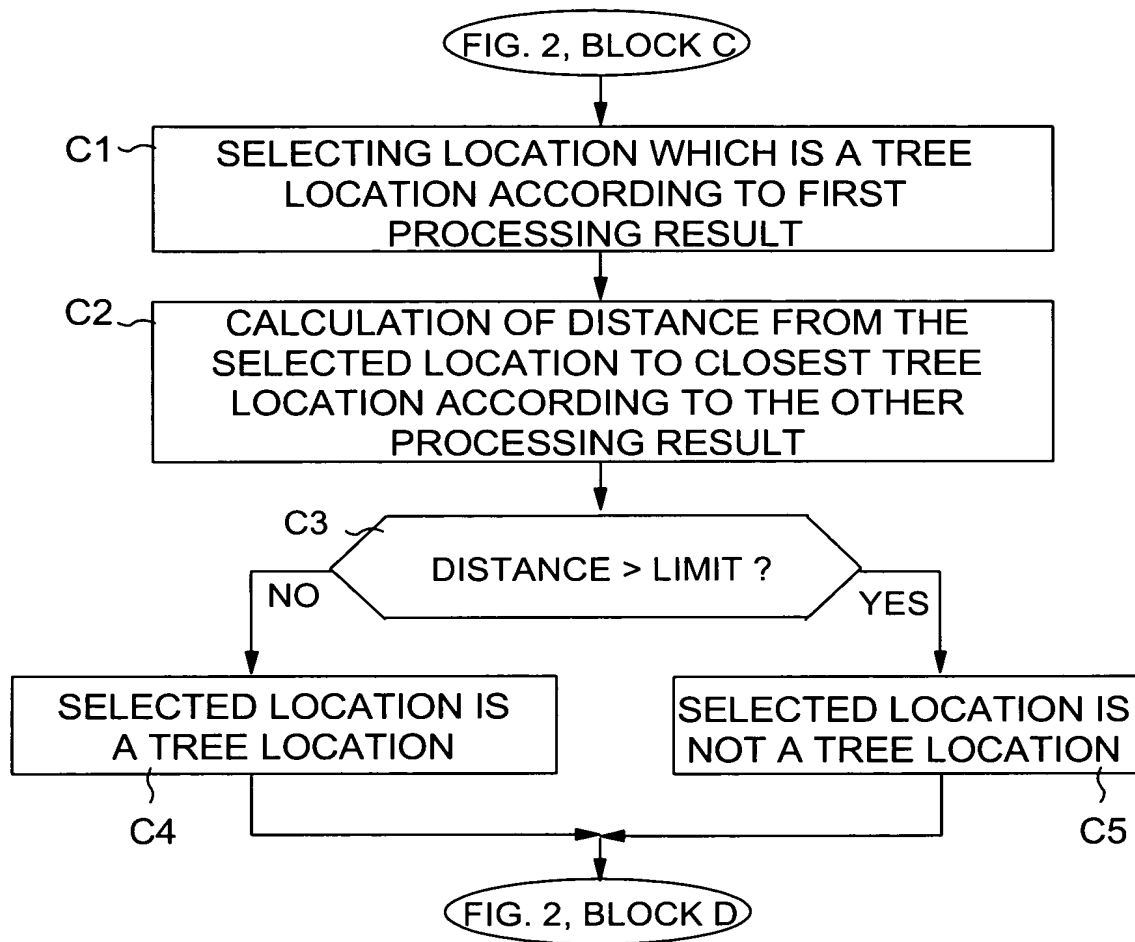 FIG. 2, BLOCK C
C1
SELECTING LOCATION WHICH IS A TREE
LOCATION ACCORDING TO FIRST
PROCESSING RESULT
C2
CALCULATION OF DISTANCE FROM THE
SELECTED LOCATION TO CLOSEST TREE
LOCATION ACCORDING TO THE OTHER
PROCESSING RESULT
C3
DISTANCE > LIMIT ?
NO
YES
SELECTED LOCATION IS
A TREE LOCATION
C4
SELECTED LOCATION IS
NOT A TREE LOCATION
C5
FIG. 2, BLOCK D